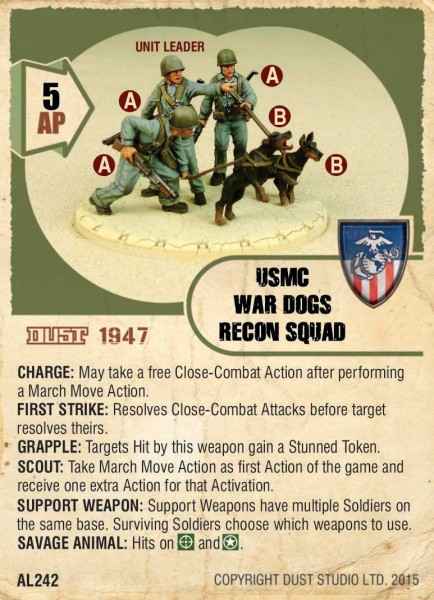 UNIT LEADER
5
AP
A
A
A
B
B
USMC
WAR DOGS
RECON SQUAD
DUST 1947
CHARGE: May take a free Close-Combat Action after performing
a March Move Action.
FIRST STRIKE: Resolves Close-Combat Attacks before target
resolves theirs.
GRAPPLE: Targets Hit by this weapon gain a Stunned Token.
SCOUT: Take March Move Action as first Action of the game and
receive one extra Action for that Activation.
SUPPORT WEAPON: Support Weapons have multiple Soldiers on
the same base. Surviving Soldiers choose which weapons to use.
SAVAGE ANIMAL: Hits on and .
AL242
COPYRIGHT DUST STUDIO LTD. 2015